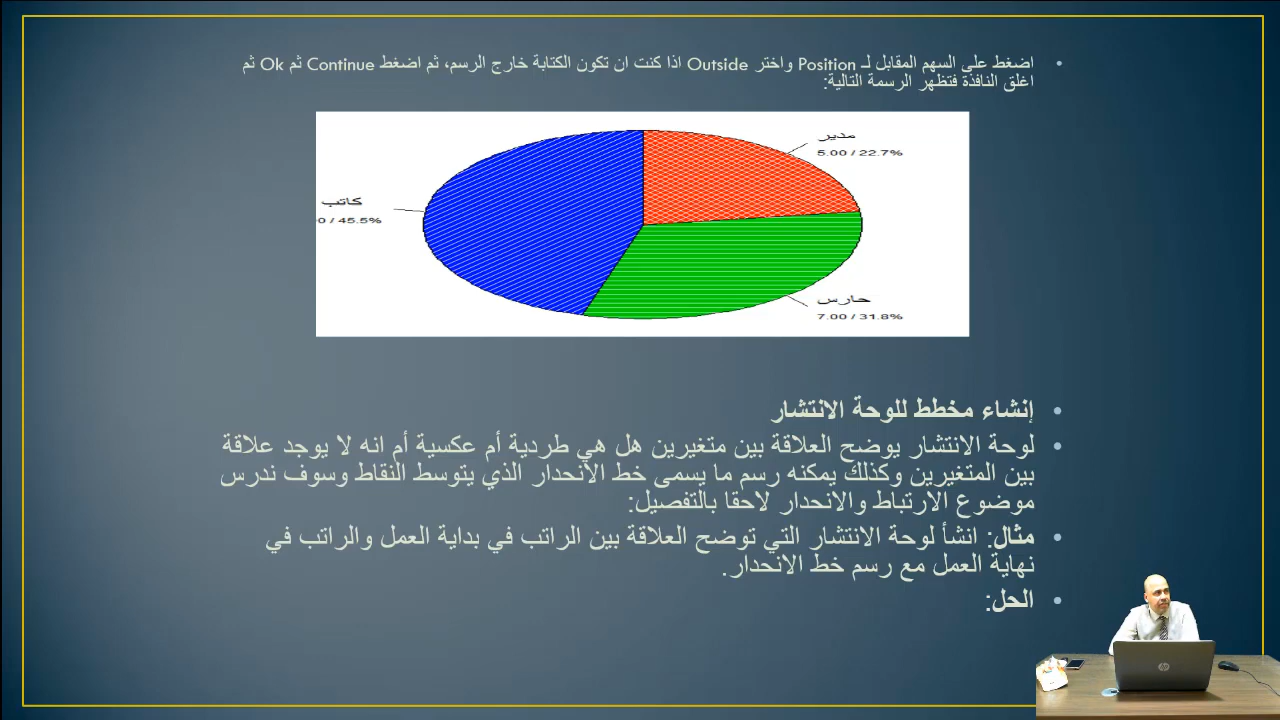 اضغط على السهم المقابل لـ Position واختر Outside اذا كنت ان تكون الكتابة خارج الرسم، ثم اضغط Continue ثم Ok ثم
اغلق النافذة فتظهر الرسمة التالية:
مدير
5.00 / 22.7%
كاتب
0 / 45.5%
حارس
7.00 / 31.8%
إنشاء مخطط للوحة الانتشار
لوحة الانتشار يوضح العلاقة بين متغيرين هل هي طردية أم عكسية أم انه لا يوجد علاقة
بين المتغيرين وكذلك يمكنه رسم ما يسمى خط الانحدار الذي يتوسط النقاط وسوف ندرس
موضوع الارتباط والانحدار لاحقا بالتفصيل:
مثال: انشأ لوحة الانتشار التي توضح العلاقة بين الراتب في بداية العمل والراتب في
نهاية العمل مع رسم خط الانحدار.
الحل:
hp